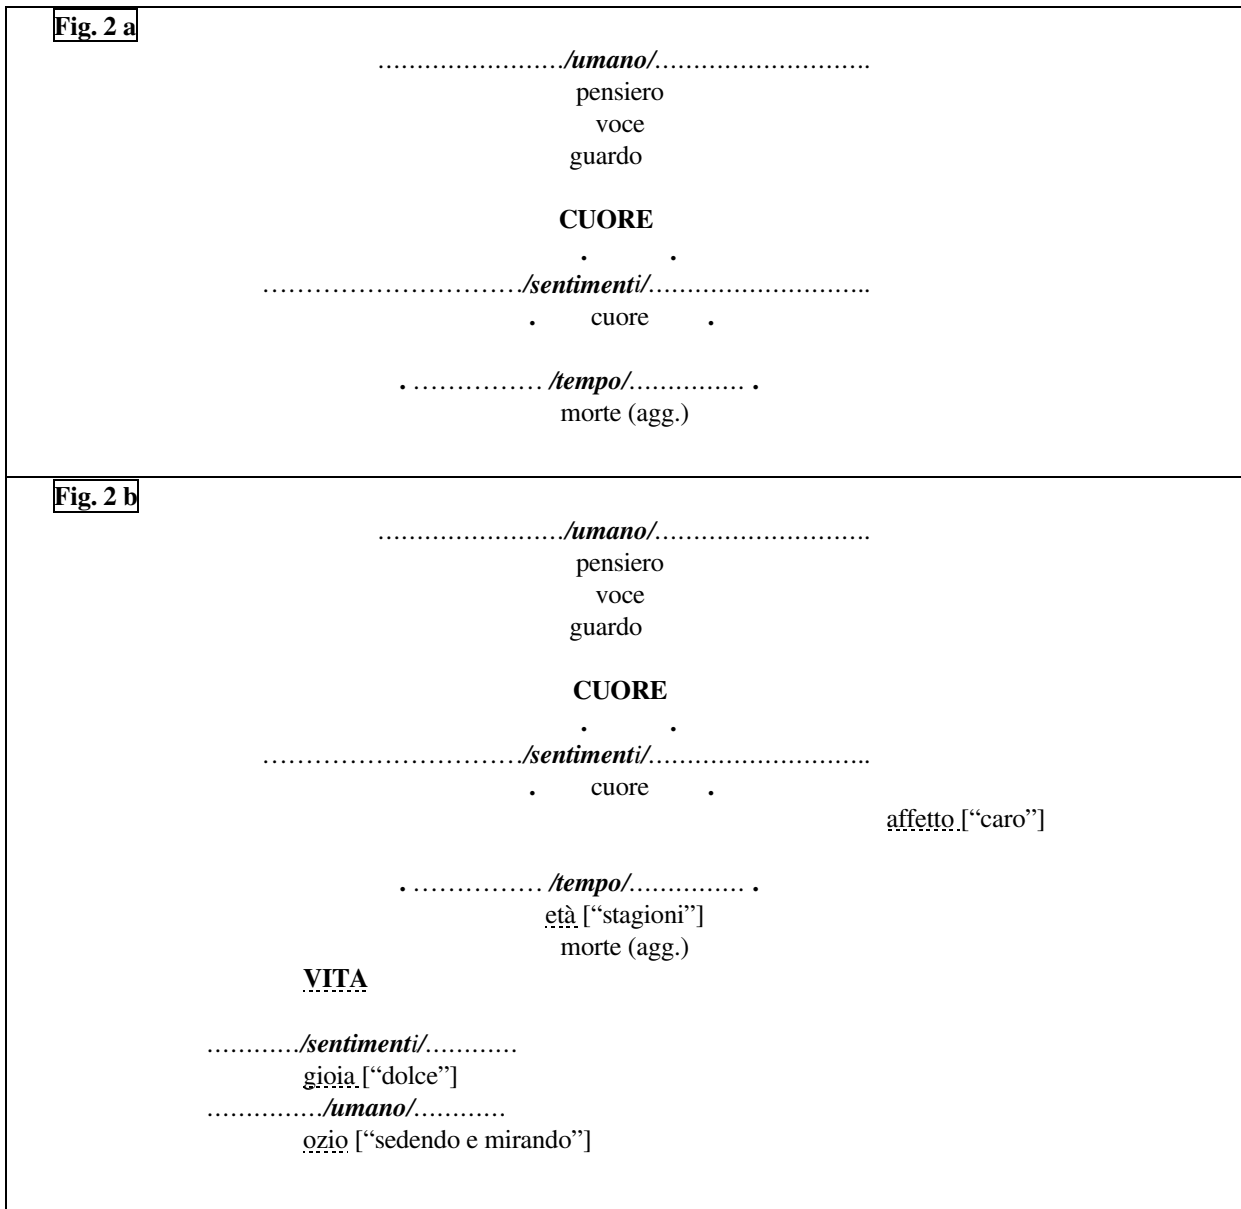 Fig. 2 a
……………………/umano/……………………….
pensiero
voce
guardo
CUORE
. .
…………………………/sentimenti/………………………..
. cuore .
. …………… /tempo/…………… .
morte (agg.)
Fig. 2 b
……………………/umano/……………………….
pensiero
voce
guardo
CUORE
. .
…………………………/sentimenti/………………………..
. cuore .
affetto [“caro”]
. …………… /tempo/…………… .
età [“stagioni”]
morte (agg.)
VITA
…………/sentimenti/…………
gioia [“dolce”]
……………/umano/…………
ozio [“sedendo e mirando”]